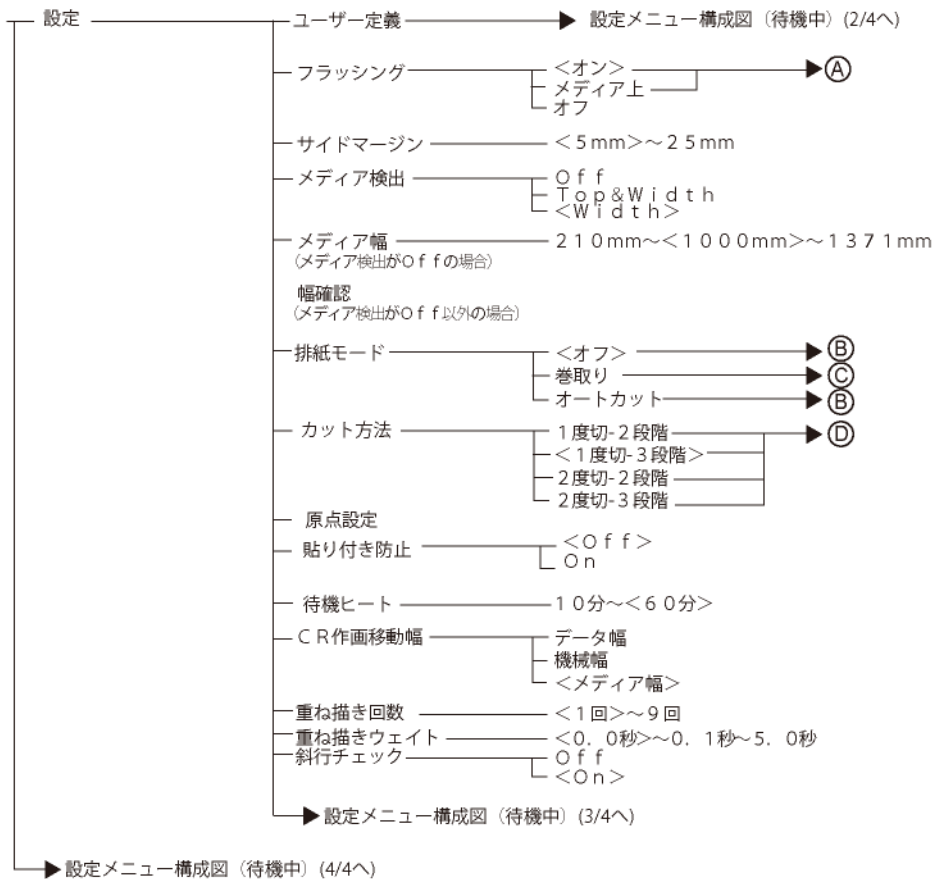 設定
ユーザー定義
設定メニュー構成図（待機中）(2/4へ)
フラッシング
＜オン＞
Ⓐ
メディア上
オフ
サイドマージン
＜５mm＞～２５mm
メディア検出
Ｏｆｆ
Ｔｏｐ＆Ｗｉｄｔｈ
＜Ｗｉｄｔｈ＞
メディア幅
２１０mm～＜１０００mm＞～１３７１mm
（メディア検出がＯｆｆの場合）
幅確認
（メディア検出がＯｆｆ以外の場合）
排紙モード
＜オフ＞
Ⓑ
巻取り
Ⓒ
オートカット
Ⓑ
カット方法
１度切-２段階
Ⓓ
＜１度切-３段階＞
２度切-２段階
２度切-３段階
原点設定
貼り付き防止
＜Ｏｆｆ＞
Ｏｎ
待機ヒート
１０分～＜６０分＞
ＣＲ作画移動幅
データ幅
機械幅
＜メディア幅＞
重ね描き回数
＜１回＞～９回
重ね描きウェイト
＜０．０秒＞～０．１秒～５．０秒
斜行チェック
Ｏｆｆ
＜Ｏｎ＞
設定メニュー構成図（待機中）(3/4へ)
設定メニュー構成図（待機中）(4/4へ)